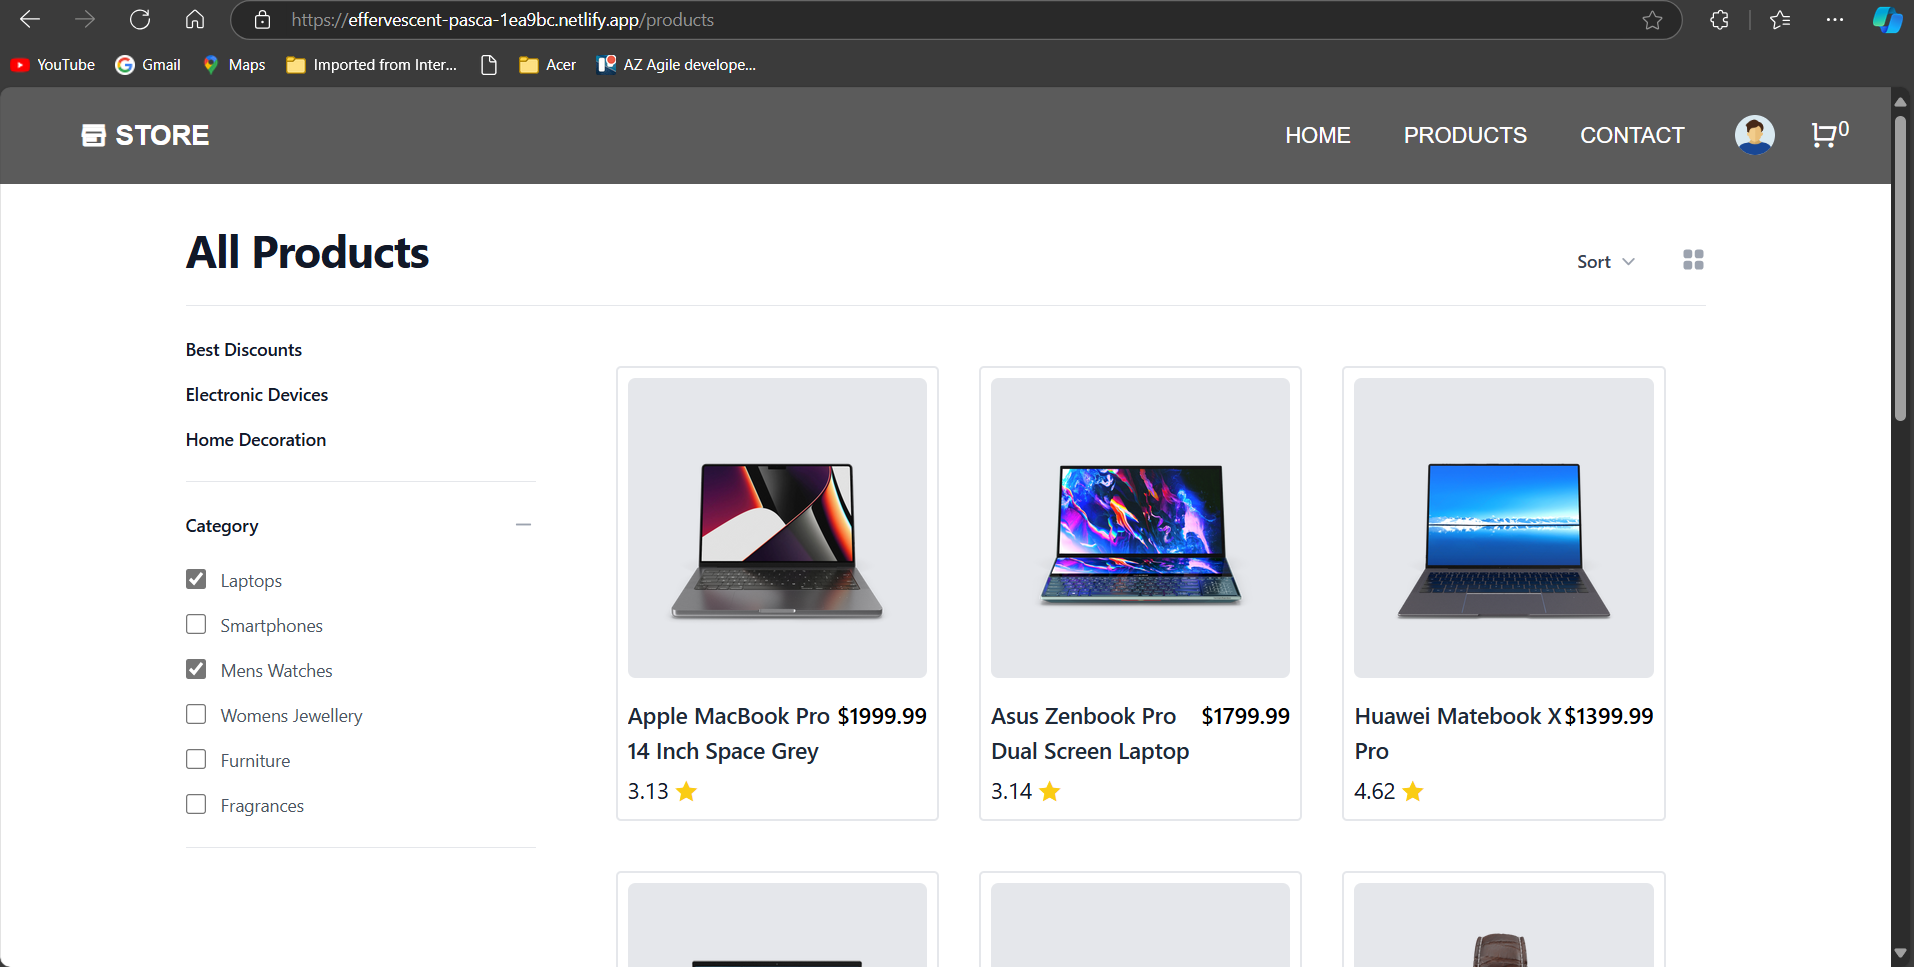 https://effervescent-pasca-1ea9bc.netlify.app/products
YouTube Gmail Maps Imported from Inter... Acer AZ Agile develope...
STORE HOME PRODUCTS CONTACT 0
All Products
Sort
Best Discounts
Electronic Devices
Home Decoration
Category
Laptops
Smartphones
Mens Watches
Womens Jewellery
Furniture
Fragrances
Apple MacBook Pro $1999.99
14 Inch Space Grey
3.13
Asus Zenbook Pro $1799.99
Dual Screen Laptop
3.14
Huawei Matebook X $1399.99
Pro
4.62